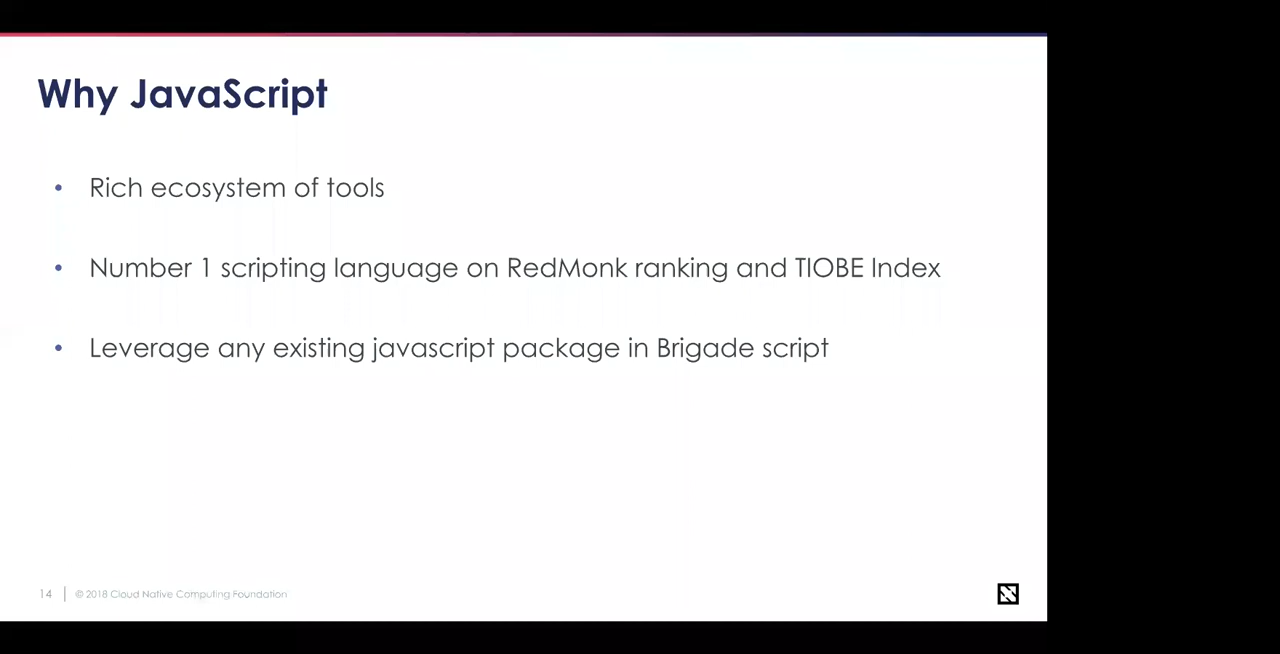 Why JavaScript
• Rich ecosystem of tools
• Number 1 scripting language on RedMonk ranking and TIOBE Index
• Leverage any existing javascript package in Brigade script
14 | © 2018 Cloud Native Computing Foundation